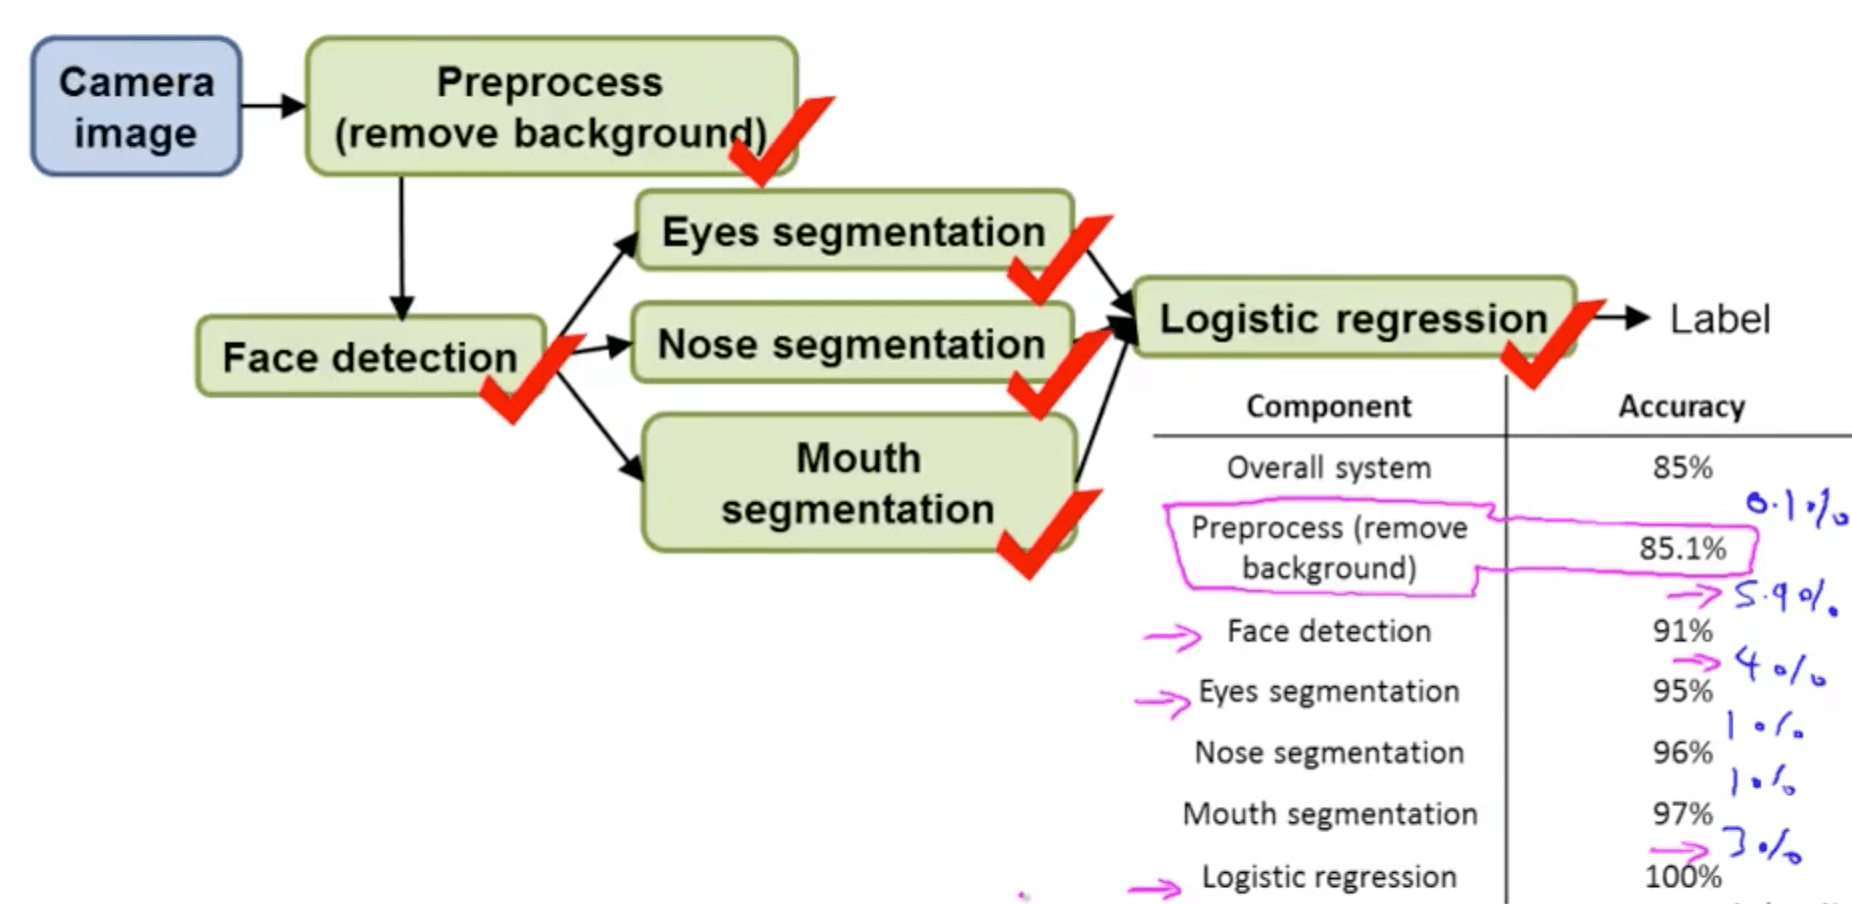 Camera
image
Preprocess
(remove background)
Eyes segmentation
Face detection
Nose segmentation
Mouth
segmentation
Logistic regression
Label
Component Accuracy
Overall system 85%
0.1%
Preprocess (remove
background) 85.1%
5.9%
Face detection 91%
4%
Eyes segmentation 95%
1%
Nose segmentation 96%
1%
Mouth segmentation 97%
3%
Logistic regression 100%